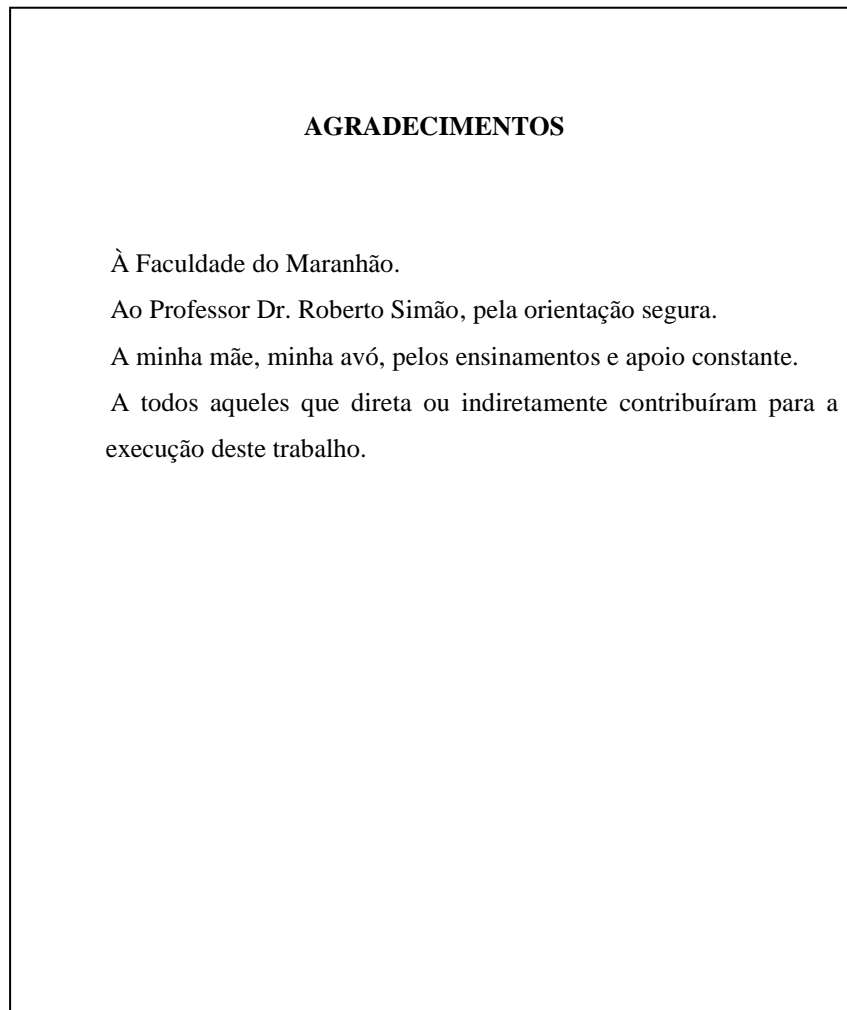 AGRADECIMENTOS
À Faculdade do Maranhão.
Ao Professor Dr. Roberto Simão, pela orientação segura.
A minha mãe, minha avó, pelos ensinamentos e apoio constante.
A todos aqueles que direta ou indiretamente contribuíram para a
execução deste trabalho.